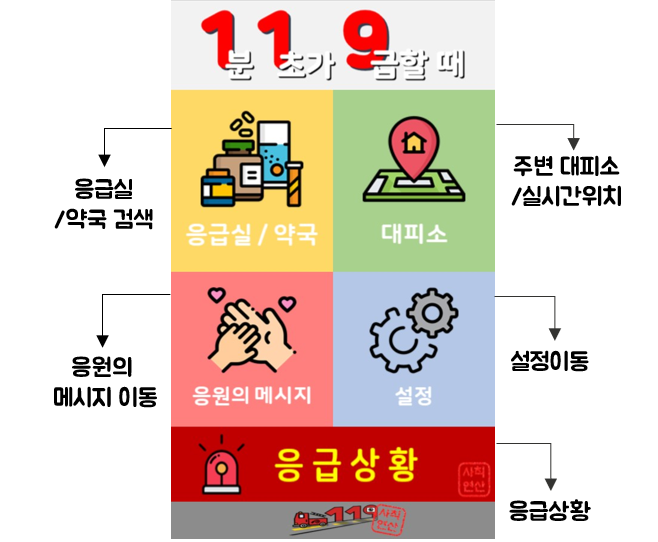 1분 1초가 9급할 때
응급실
/약국 검색
주변 대피소
/실시간위치
응급실 / 약국
대피소
응원의
메시지 이동
설정이동
응원의 메시지
설정
응급상황
사직
연산
응급상황
119
사직
연산